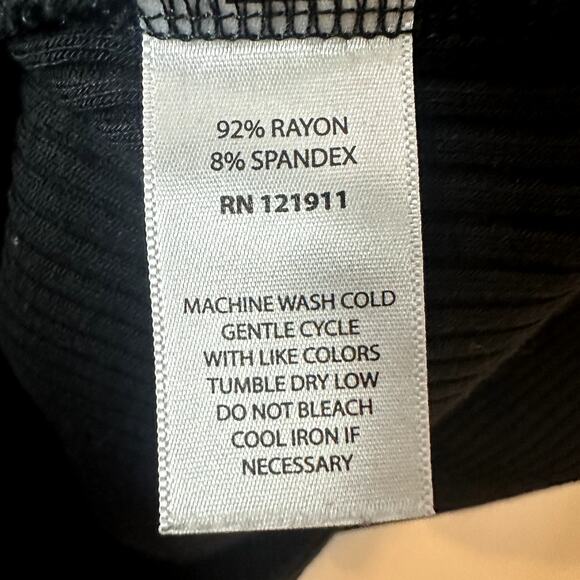 92% RAYON
8% SPANDEX
RN 121911
MACHINE WASH COLD
GENTLE CYCLE
WITH LIKE COLORS
TUMBLE DRY LOW
DO NOT BLEACH
COOL IRON IF
NECESSARY